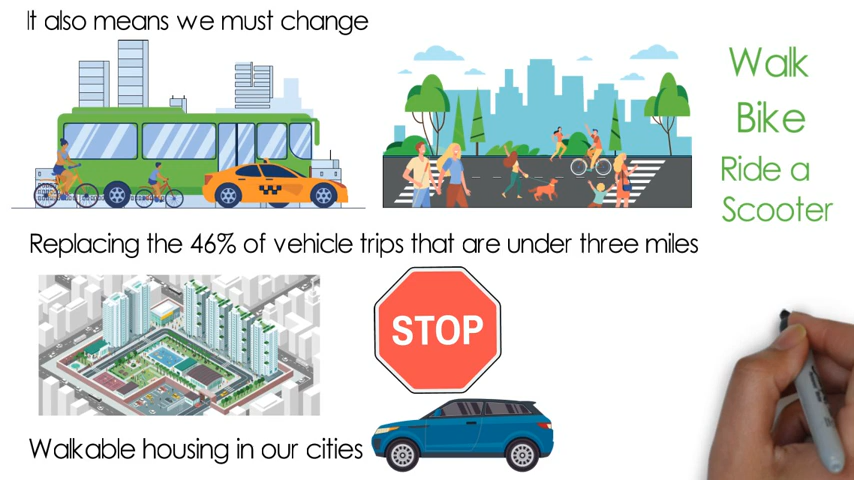 It also means we must change
Walk
Bike
Ride a
Scooter
Replacing the 46% of vehicle trips that are under three miles
STOP
Walkable housing in our cities